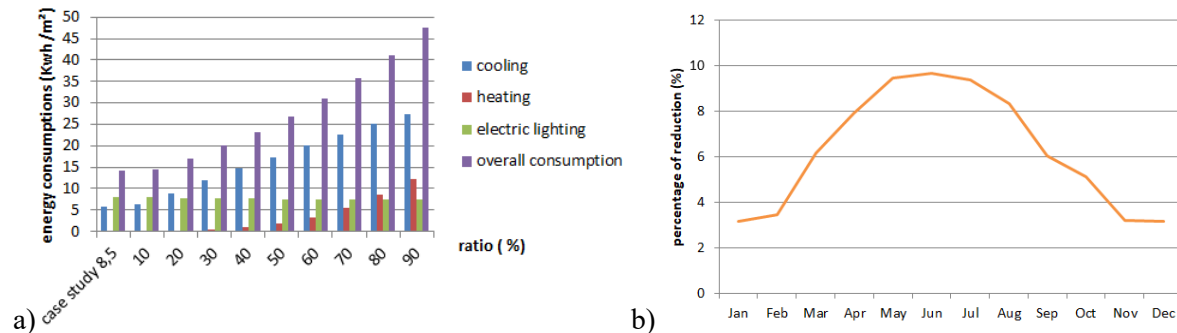 energy consumptions (Kwh /m²)
50
45
40
35
30
25
20
15
10
5
0
case study 8,5
10
20
30
40
50
60
70
80
90
ratio ( %)
cooling
heating
electric lighting
overall consumption
a)
percentage of reduction (%)
12
10
8
6
4
2
0
Jan Feb Mar Apr May Jun Jul Aug Sep Oct Nov Dec
b)